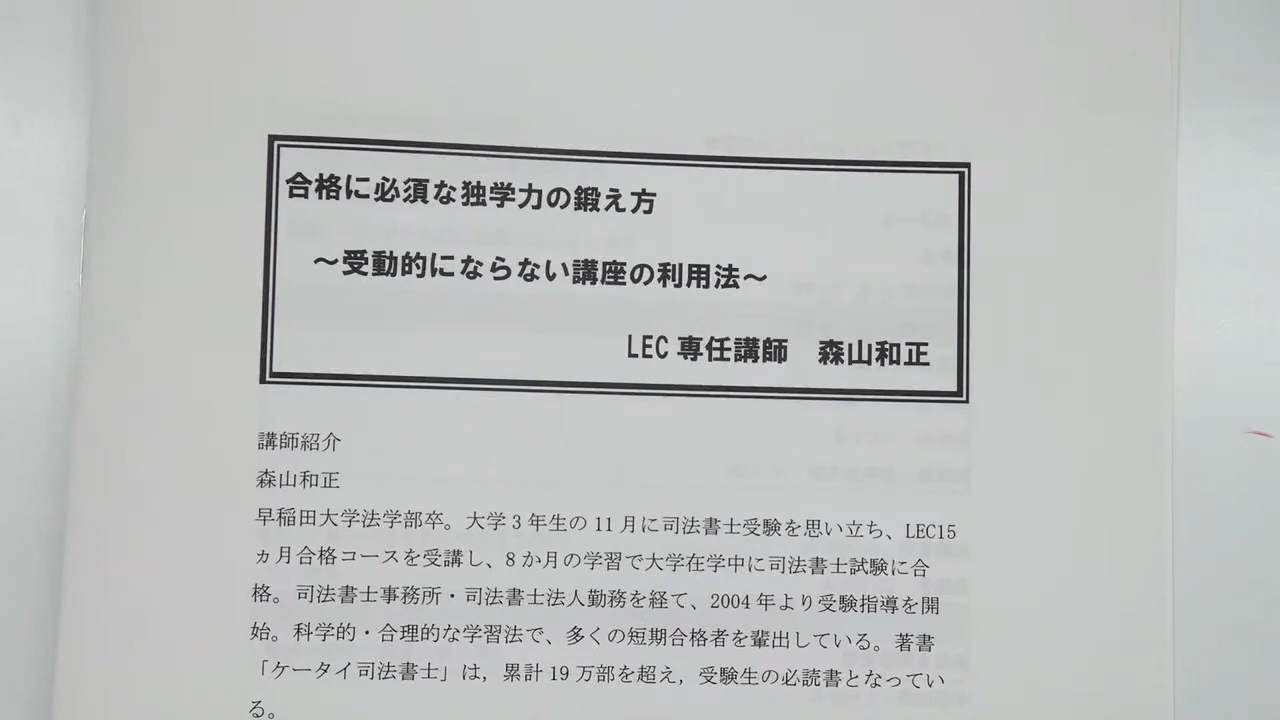 合格に必須な独学力の鍛え方
～受動的にならない講座の利用法～
LEC 専任講師　森山和正
講師紹介
森山和正
早稲田大学法学部卒。大学 3 年生の 11 月に司法書士受験を思い立ち、LEC15
ヵ月合格コースを受講し、8 か月の学習で大学在学中に司法書士試験に合
格。司法書士事務所・司法書士法人勤務を経て、2004 年より受験指導を開
始。科学的・合理的な学習法で、多くの短期合格者を輩出している。著書
「ケータイ司法書士」は，累計 19 万部を超え，受験生の必読書となってい
る。